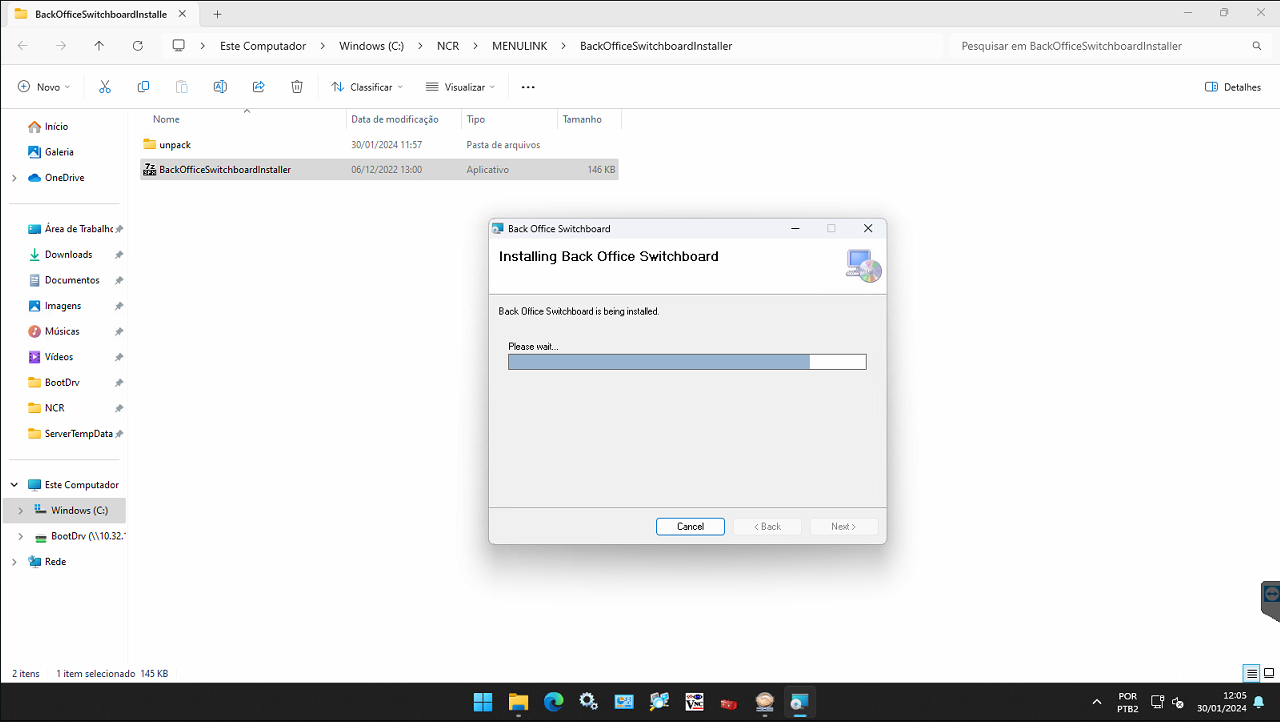 BackOfficeSwitchboardInstalle
Este Computador > Windows (C:) > NCR > MENULINK > BackOfficeSwitchboardInstaller
Pesquisar em BackOfficeSwitchboardInstaller
Novo
Classificar
Visualizar
Detalhes
Nome
Data de modificação
Tipo
Tamanho
unpack
30/01/2024 11:57
Pasta de arquivos
BackOfficeSwitchboardInstaller
06/12/2022 13:00
Aplicativo
146 KB
Início
Galeria
OneDrive
Área de Trabalho
Downloads
Documentos
Imagens
Músicas
Vídeos
BootDrv
NCR
ServerTempData
Este Computador
Windows (C:)
BootDrv (\\10.32.1
Rede
Back Office Switchboard
Installing Back Office Switchboard
Back Office Switchboard is being installed.
Please wait...
Cancel
< Back
Next >
2 itens
1 item selecionado 145 KB
VNC
POR
PTB2
12:05
30/01/2024